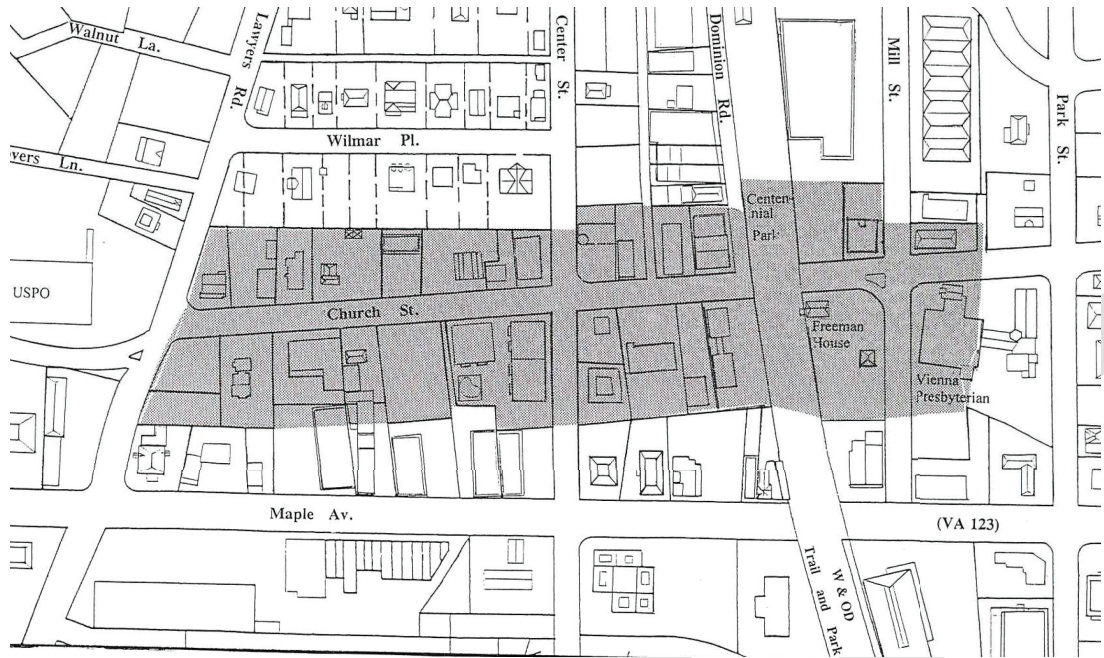 Walnut La.
Lawyers
Rd.
Center
St.
Dominion
Rd.
Mill
St.
Park
St.
Wilmar Pl.
vers Ln.
Centen-
nial
Park
USPO
Church St.
Freeman
House
Vienna
Presbyterian
Maple Av.
(VA 123)
W & OD
Trail and Park